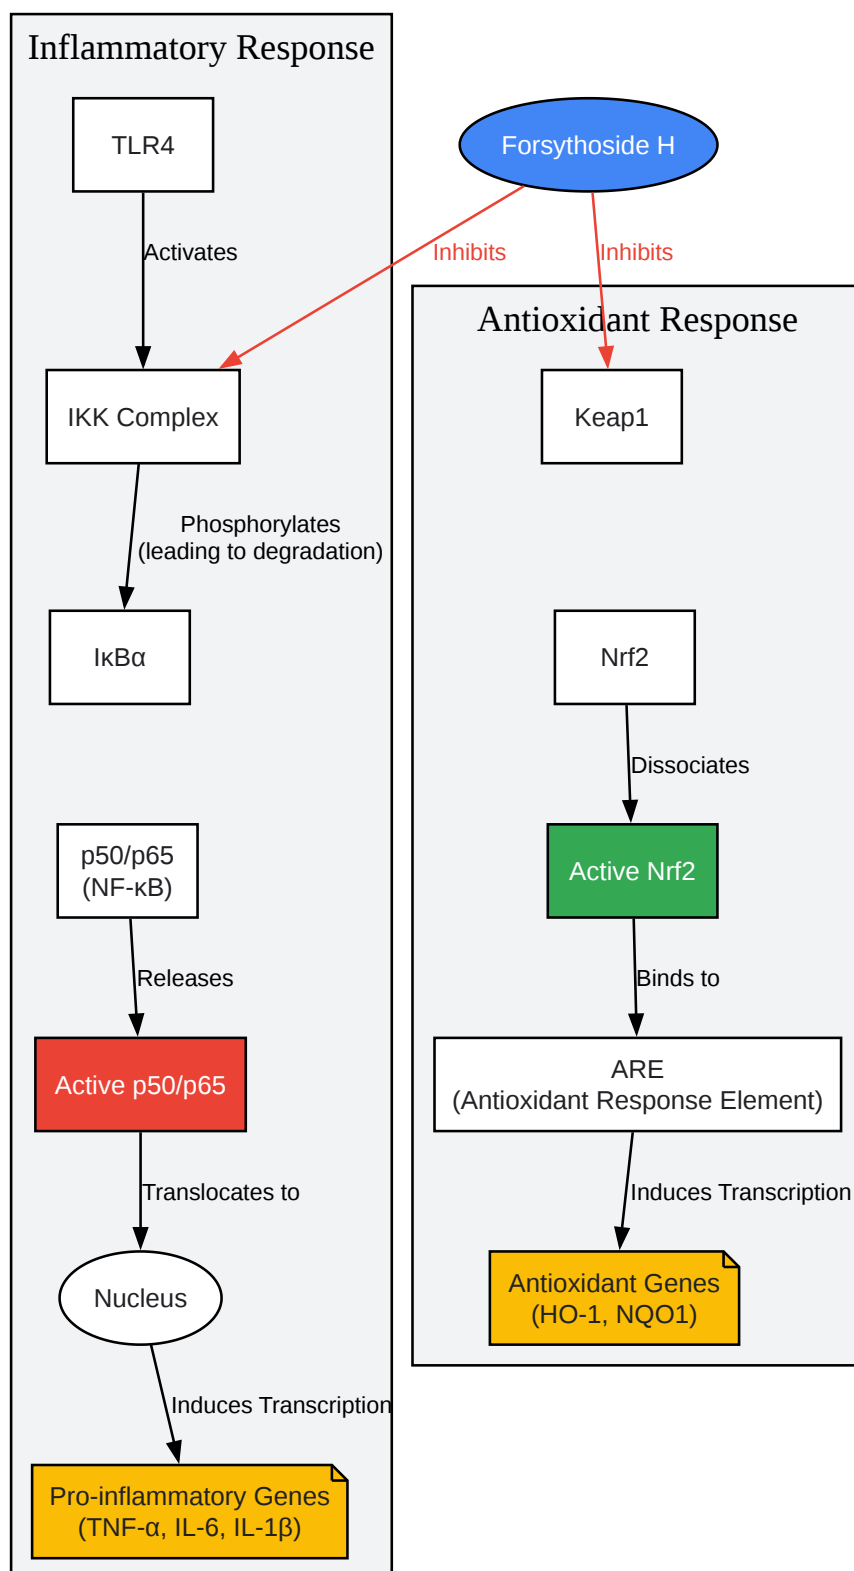 Inflammatory Response
TLR4
Forsythoside H
Activates
Inhibits
Inhibits
Antioxidant Response
IKK Complex
Keap1
Phosphorylates
(leading to degradation)
IκBα
Nrf2
Dissociates
p50/p65
(NF-κB)
Active Nrf2
Releases
Binds to
Active p50/p65
ARE
(Antioxidant Response Element)
Translocates to
Induces Transcription
Nucleus
Antioxidant Genes
(HO-1, NQO1)
Induces Transcription
Pro-inflammatory Genes
(TNF-α, IL-6, IL-1β)